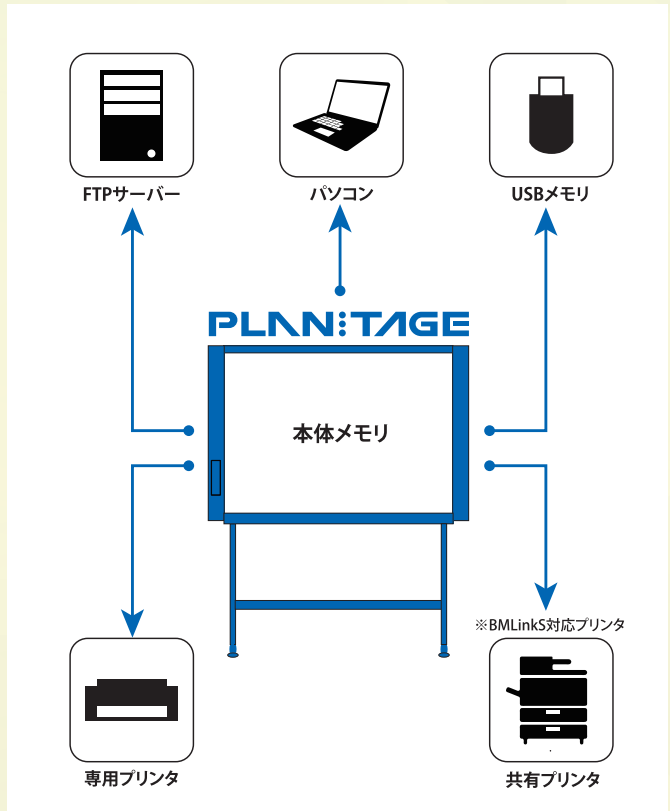 FTPサーバー
パソコン
USBメモリ
PLANiTAGE
本体メモリ
※BMLinkS対応プリンタ
専用プリンタ
共有プリンタ